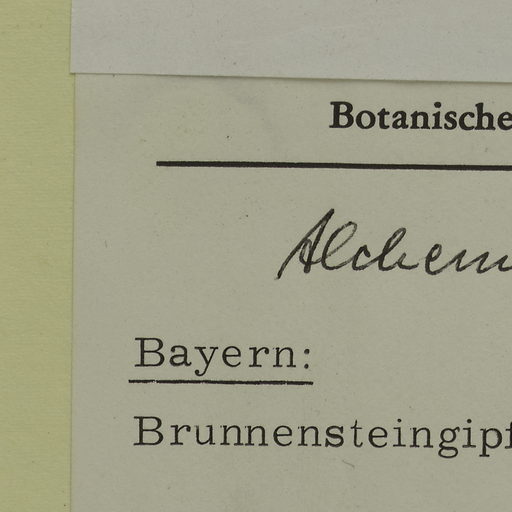 Botanische
Alchem
Bayern:
Brunnensteingipf